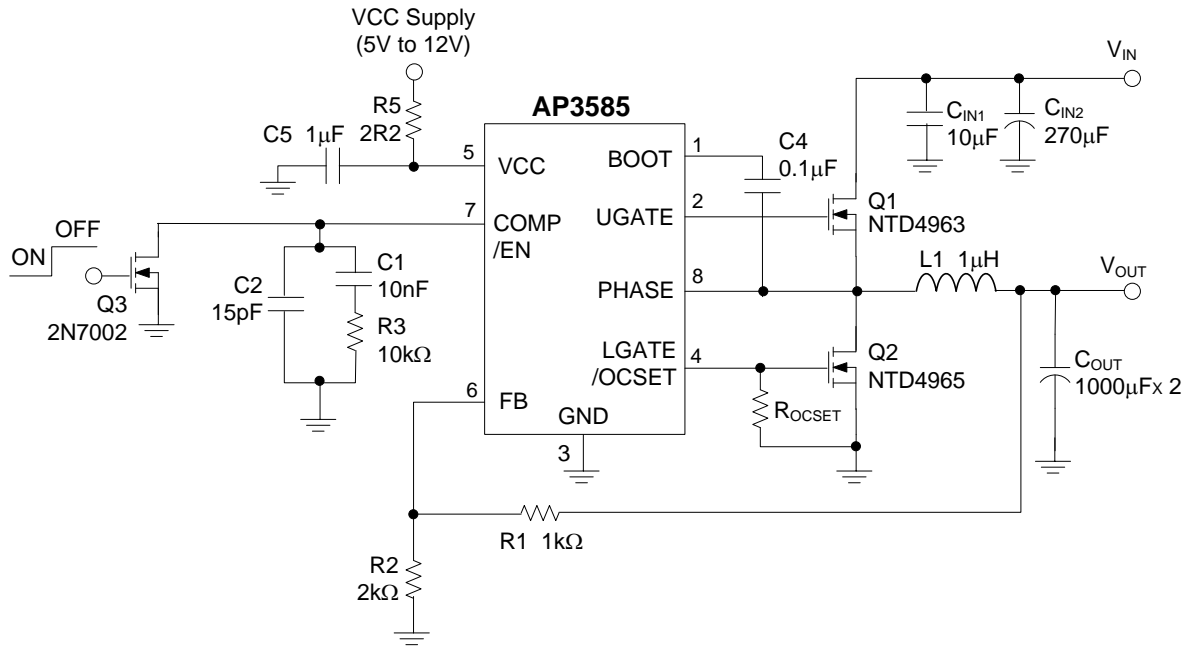 VCC Supply
(5V to 12V)
R5
2R2
C5 1μF
AP3585
5
VCC
BOOT
1
C4
0.1μF
V_IN
C_IN1
10μF
C_IN2
270μF
7
COMP
/EN
UGATE
2
Q1
NTD4963
ON
OFF
Q3
2N7002
C2
15pF
C1
10nF
R3
10kΩ
PHASE
8
L1 1μH
V_OUT
LGATE
/OCSET
4
Q2
NTD4965
R_OCSET
C_OUT
1000μFx 2
6
FB
GND
3
R1 1kΩ
R2
2kΩ